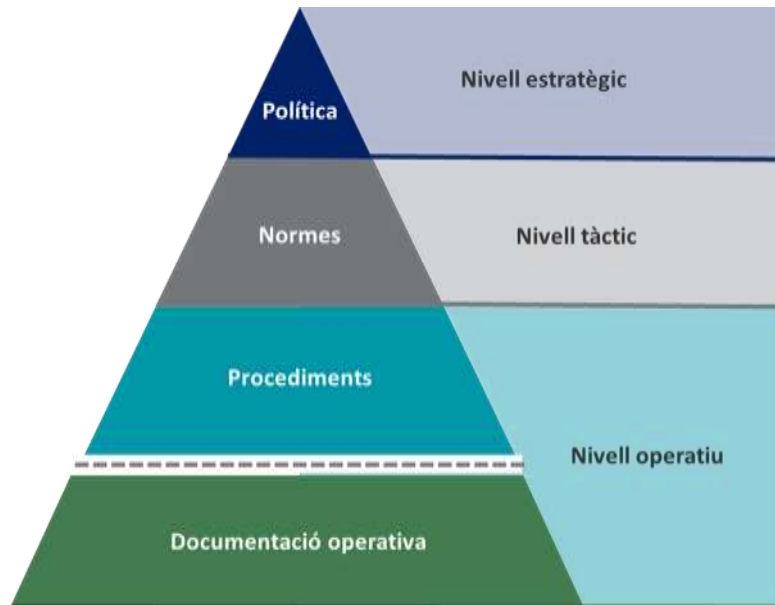 Nivell estratègic
Política
Normes
Nivell tàctic
Procediments
Nivell operatiu
Documentació operativa